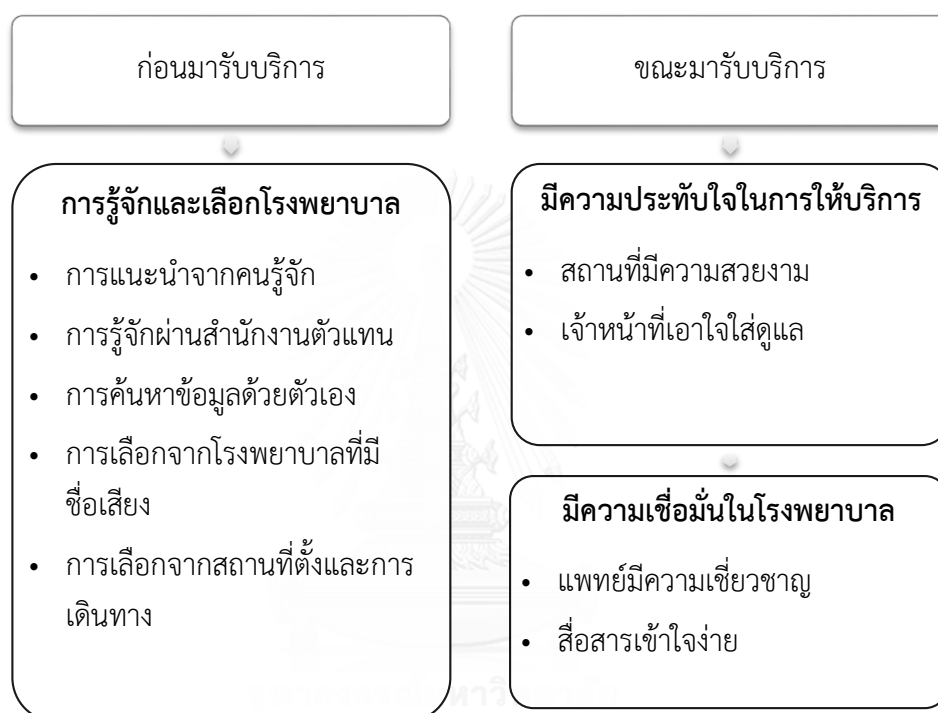 ก่อนมารับบริการ
การรู้จักและเลือกโรงพยาบาล
• การแนะนำจากคนรู้จัก
• การรู้จักผ่านสำนักงานตัวแทน
• การค้นหาข้อมูลด้วยตัวเอง
• การเลือกจากโรงพยาบาลที่มี
ชื่อเสียง
• การเลือกจากสถานที่ตั้งและการ
เดินทาง
ขณะมารับบริการ
มีความประทับใจในการให้บริการ
• สถานที่มีความสวยงาม
• เจ้าหน้าที่เอาใจใส่ดูแล
มีความเชื่อมั่นในโรงพยาบาล
• แพทย์มีความเชี่ยวชาญ
• สื่อสารเข้าใจง่าย